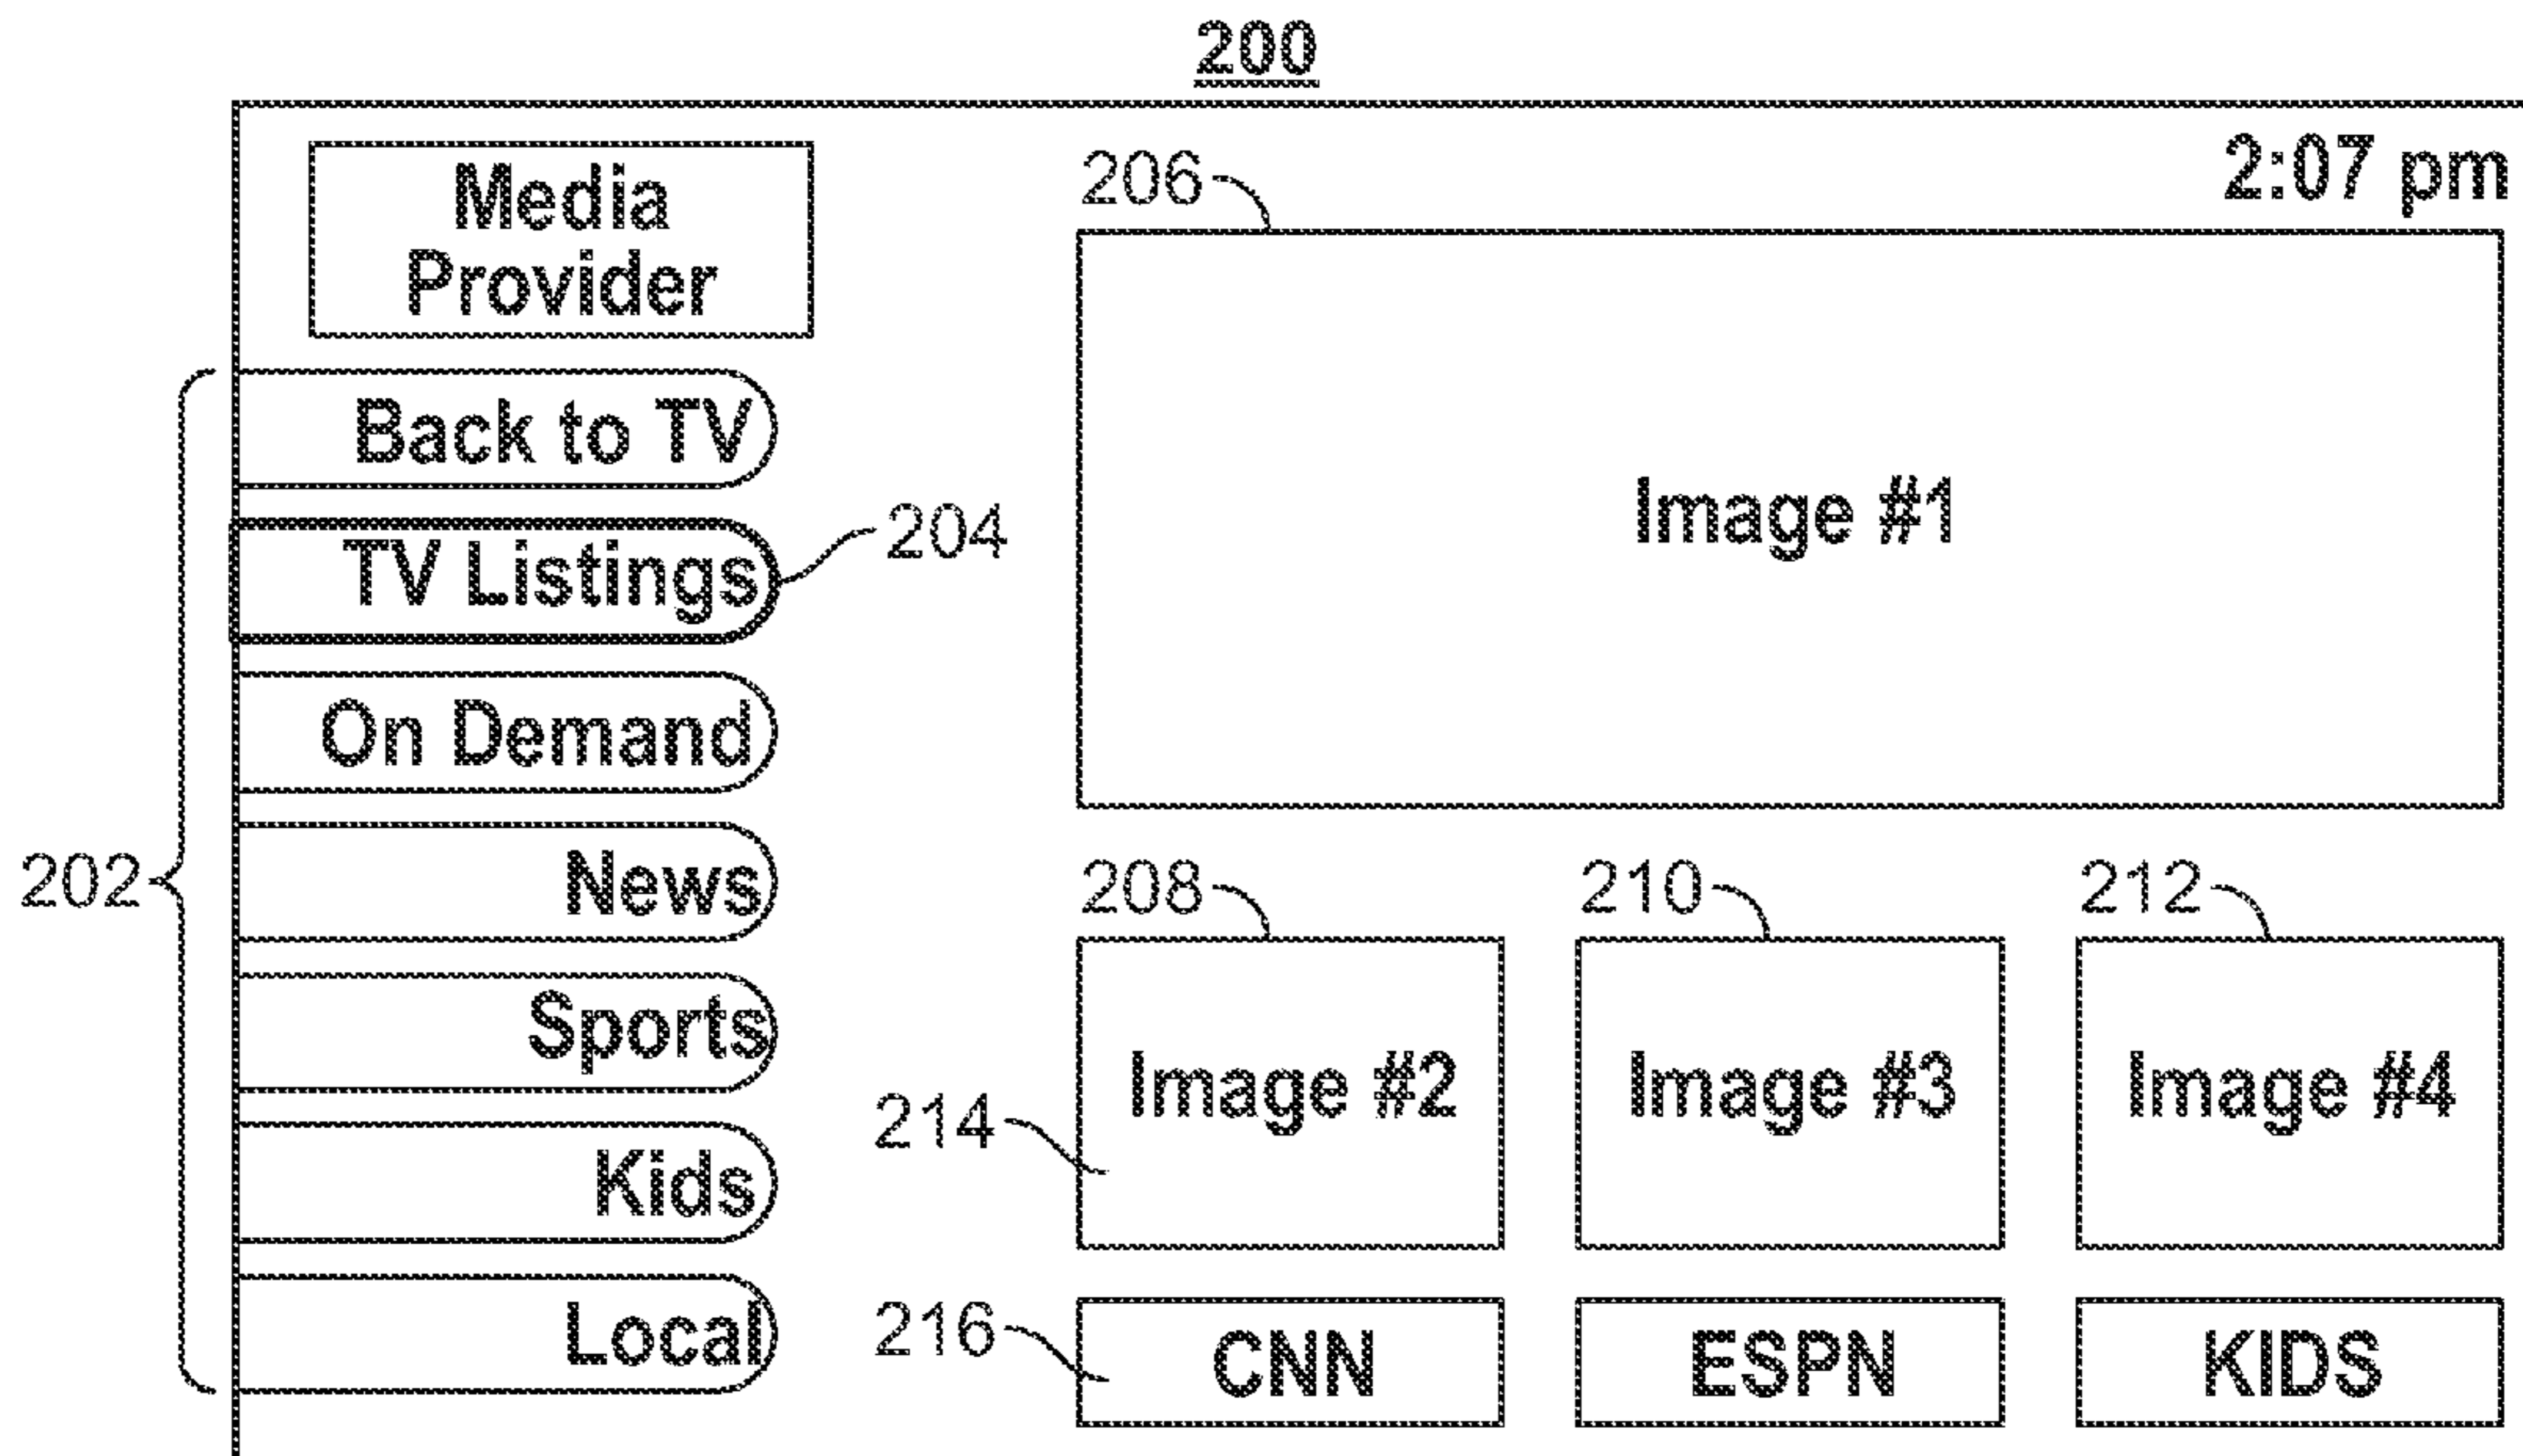 200
2:07 pm
Media
Provider
206
Image #1
Back to TV
204
TV Listings
On Demand
202
News
Sports
Kids
Local
208
210
212
Image #2
Image #3
Image #4
214
216
CNN
ESPN
KIDS